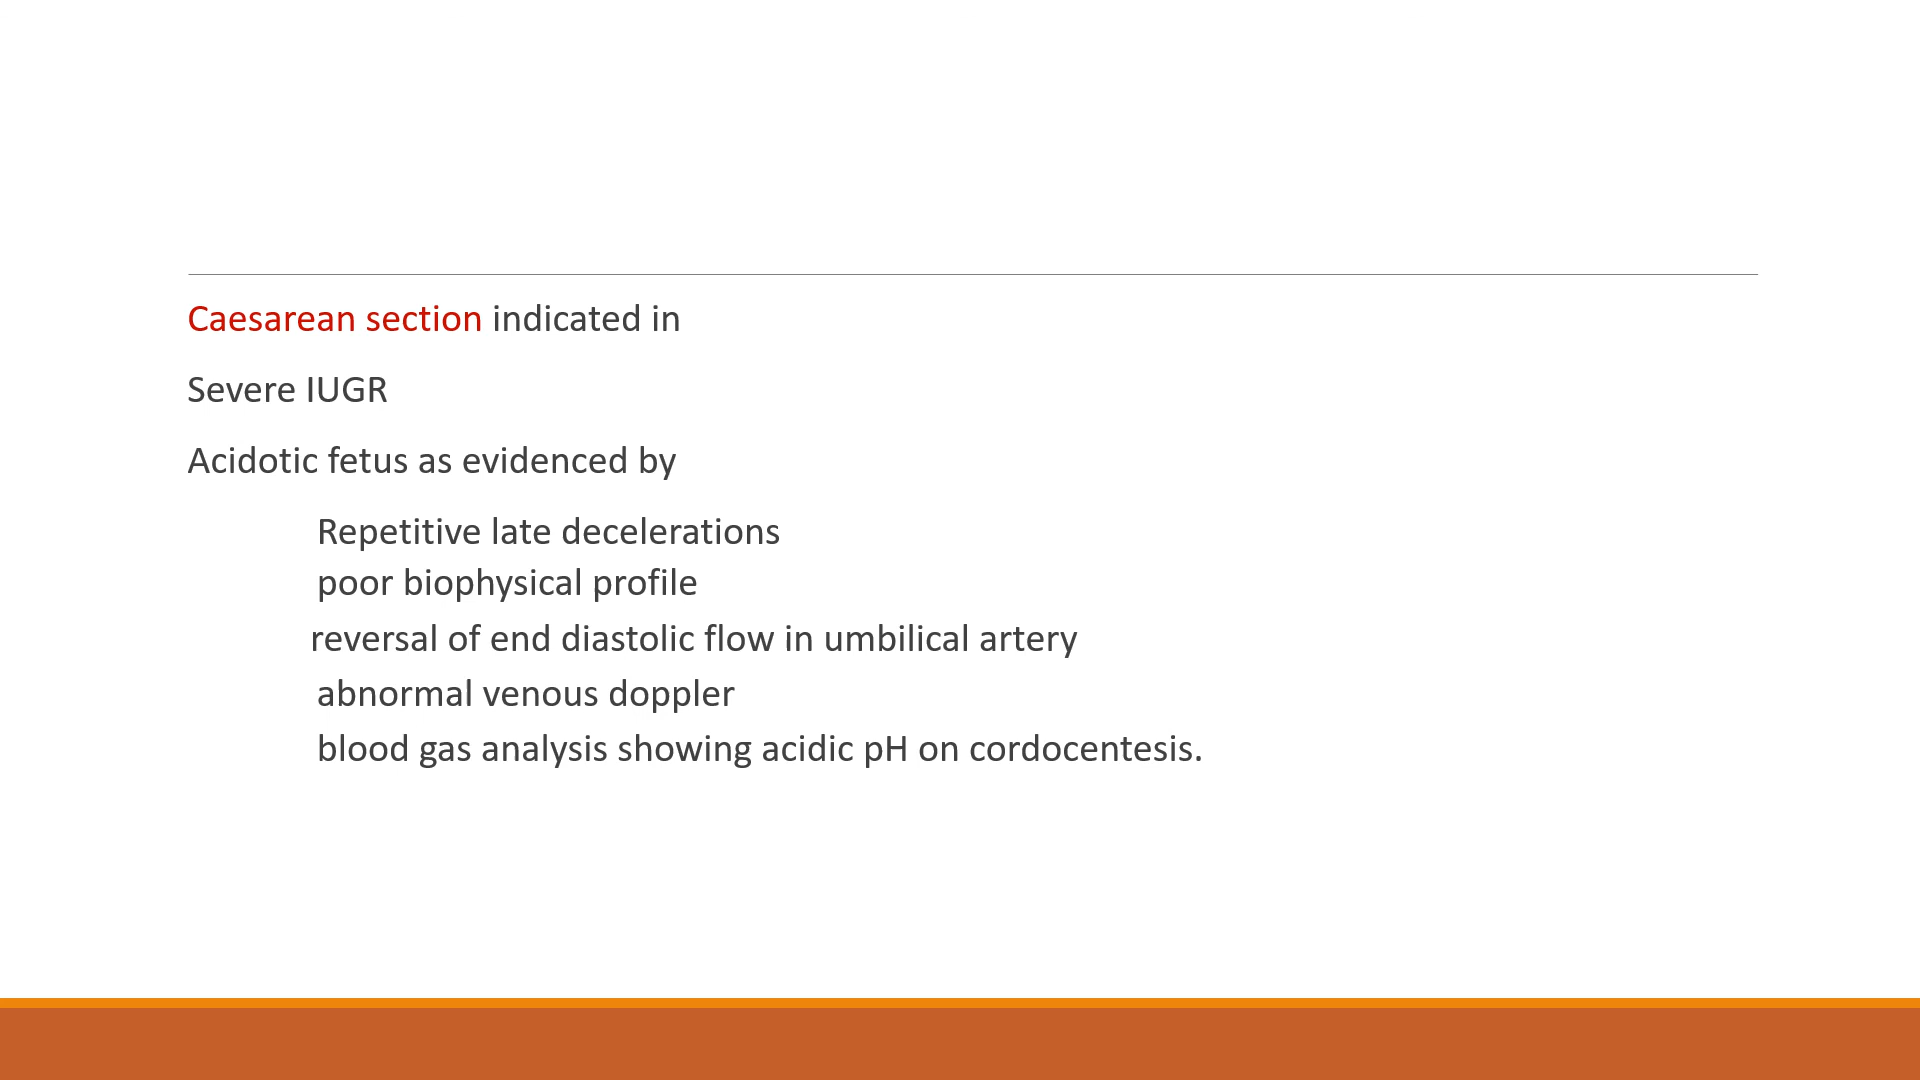 Caesarean section indicated in
Severe IUGR
Acidotic fetus as evidenced by
Repetitive late decelerations
poor biophysical profile
reversal of end diastolic flow in umbilical artery
abnormal venous doppler
blood gas analysis showing acidic pH on cordocentesis.